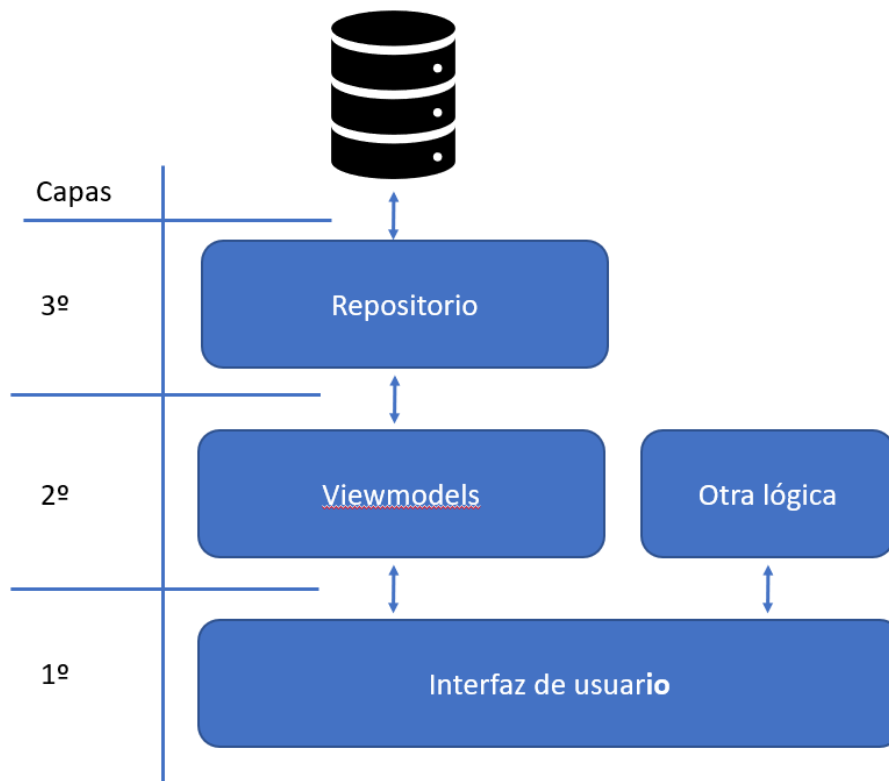 Capas
3º
Repositorio
2º
Viewmodels
Otra lógica
1º
Interfaz de usuario